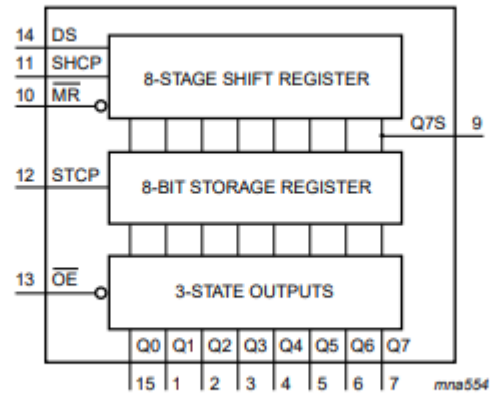 14 DS
11 SHCP
10 MR
8-STAGE SHIFT REGISTER
Q7S 9
12 STCP
8-BIT STORAGE REGISTER
13 OE
3-STATE OUTPUTS
Q0 Q1 Q2 Q3 Q4 Q5 Q6 Q7
15 1 2 3 4 5 6 7
mna554